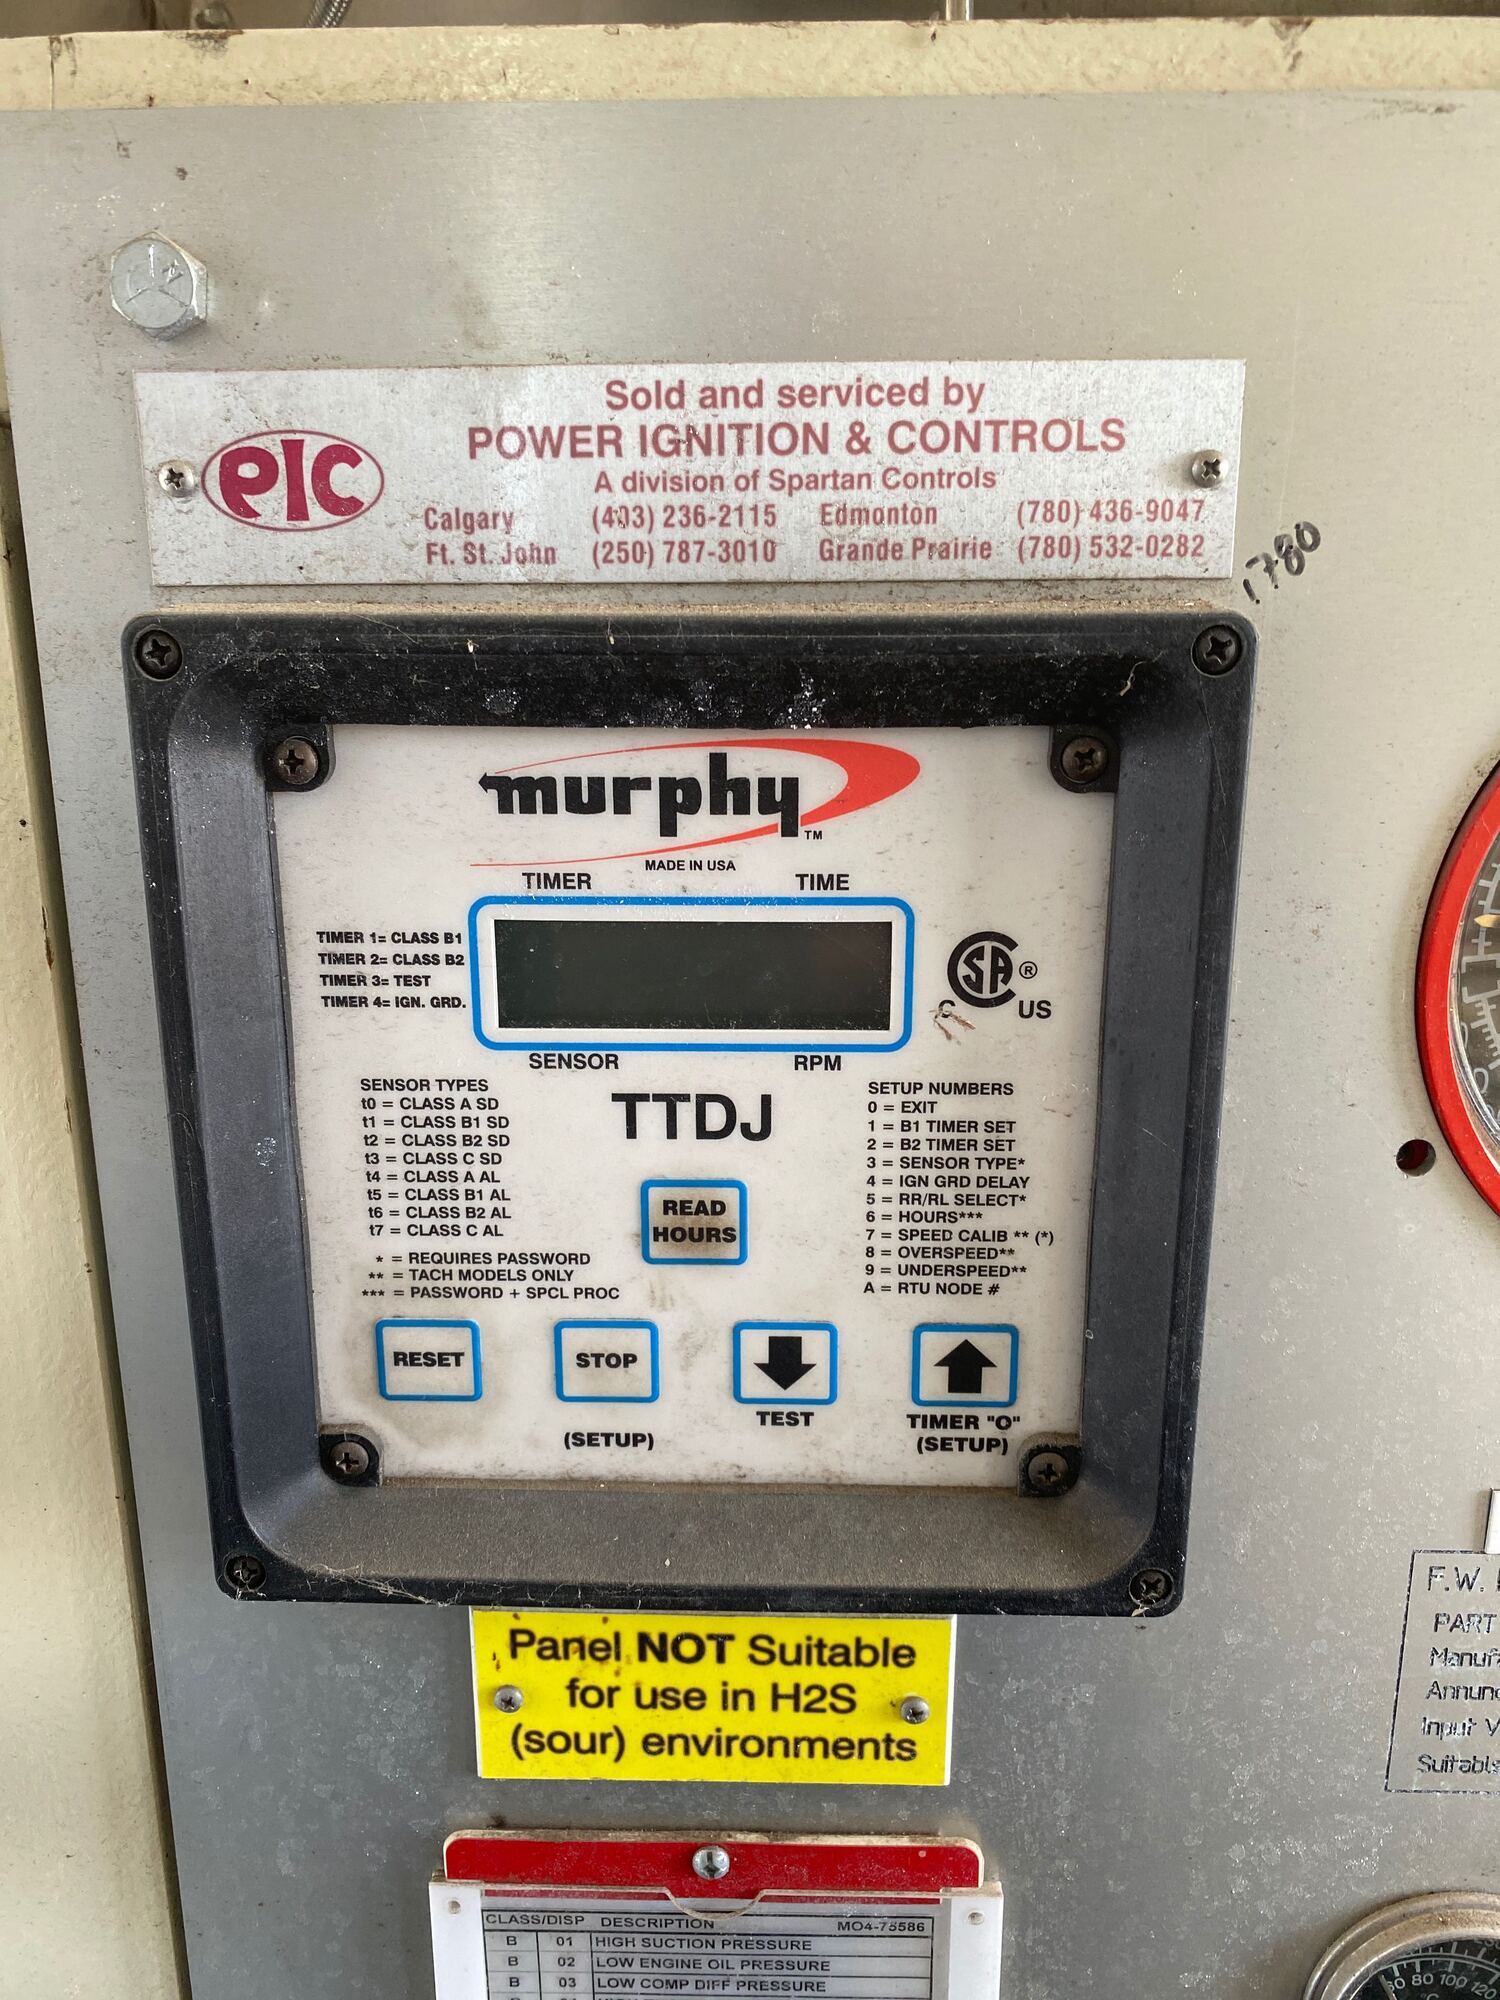 Sold and serviced by
PIC
POWER IGNITION & CONTROLS
A division of Spartan Controls
Calgary (403) 236-2115 Edmonton (780) 436-9047
Ft. St. John (250) 787-3010 Grande Prairie (780) 532-0282
1780
murphy™
MADE IN USA
TIMER TIME
TIMER 1= CLASS B1
TIMER 2= CLASS B2
TIMER 3= TEST
TIMER 4= IGN. GRD.
CSA®
C US
SENSOR RPM
TTDJ
SENSOR TYPES
t0 = CLASS A SD
t1 = CLASS B1 SD
t2 = CLASS B2 SD
t3 = CLASS C SD
t4 = CLASS A AL
t5 = CLASS B1 AL
t6 = CLASS B2 AL
t7 = CLASS C AL
* = REQUIRES PASSWORD
** = TACH MODELS ONLY
*** = PASSWORD + SPCL PROC
READ
HOURS
SETUP NUMBERS
0 = EXIT
1 = B1 TIMER SET
2 = B2 TIMER SET
3 = SENSOR TYPE*
4 = IGN GRD DELAY
5 = RR/RL SELECT*
6 = HOURS***
7 = SPEED CALIB ** (*)
8 = OVERSPEED**
9 = UNDERSPEED**
A = RTU NODE #
RESET
STOP
(SETUP)
TEST
TIMER "O"
(SETUP)
Panel NOT Suitable
for use in H2S
(sour) environments
F.W.
PART
Input V
CLASS/DISP DESCRIPTION MO4-75586
B 01 HIGH SUCTION PRESSURE
B 02 LOW ENGINE OIL PRESSURE
B 03 LOW COMP DIFF PRESSURE
60 80 100 120
°C